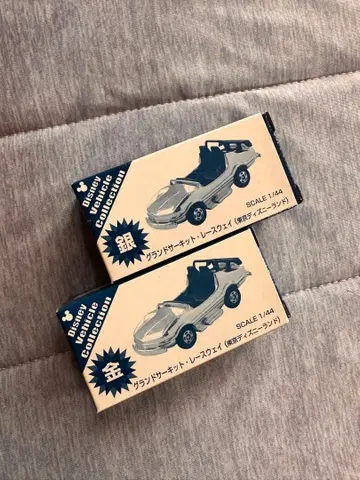 Disney
Vehicle
Collection
銀
SCALE 1/44
グランドサーキット・レースウェイ（東京ディズニーランド）
Disney
Vehicle
Collection
金
SCALE 1/44
グランドサーキット・レースウェイ（東京ディズニーランド）